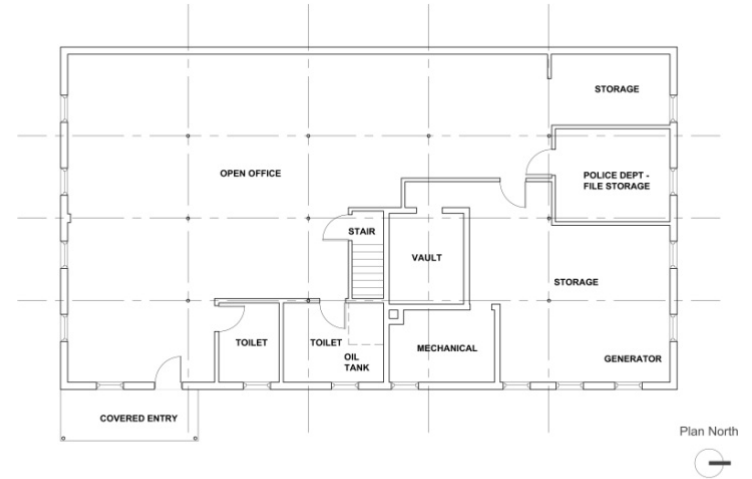 STORAGE
POLICE DEPT -
FILE STORAGE
OPEN OFFICE
STAIR
VAULT
STORAGE
TOILET
TOILET
OIL
TANK
MECHANICAL
GENERATOR
COVERED ENTRY
Plan North